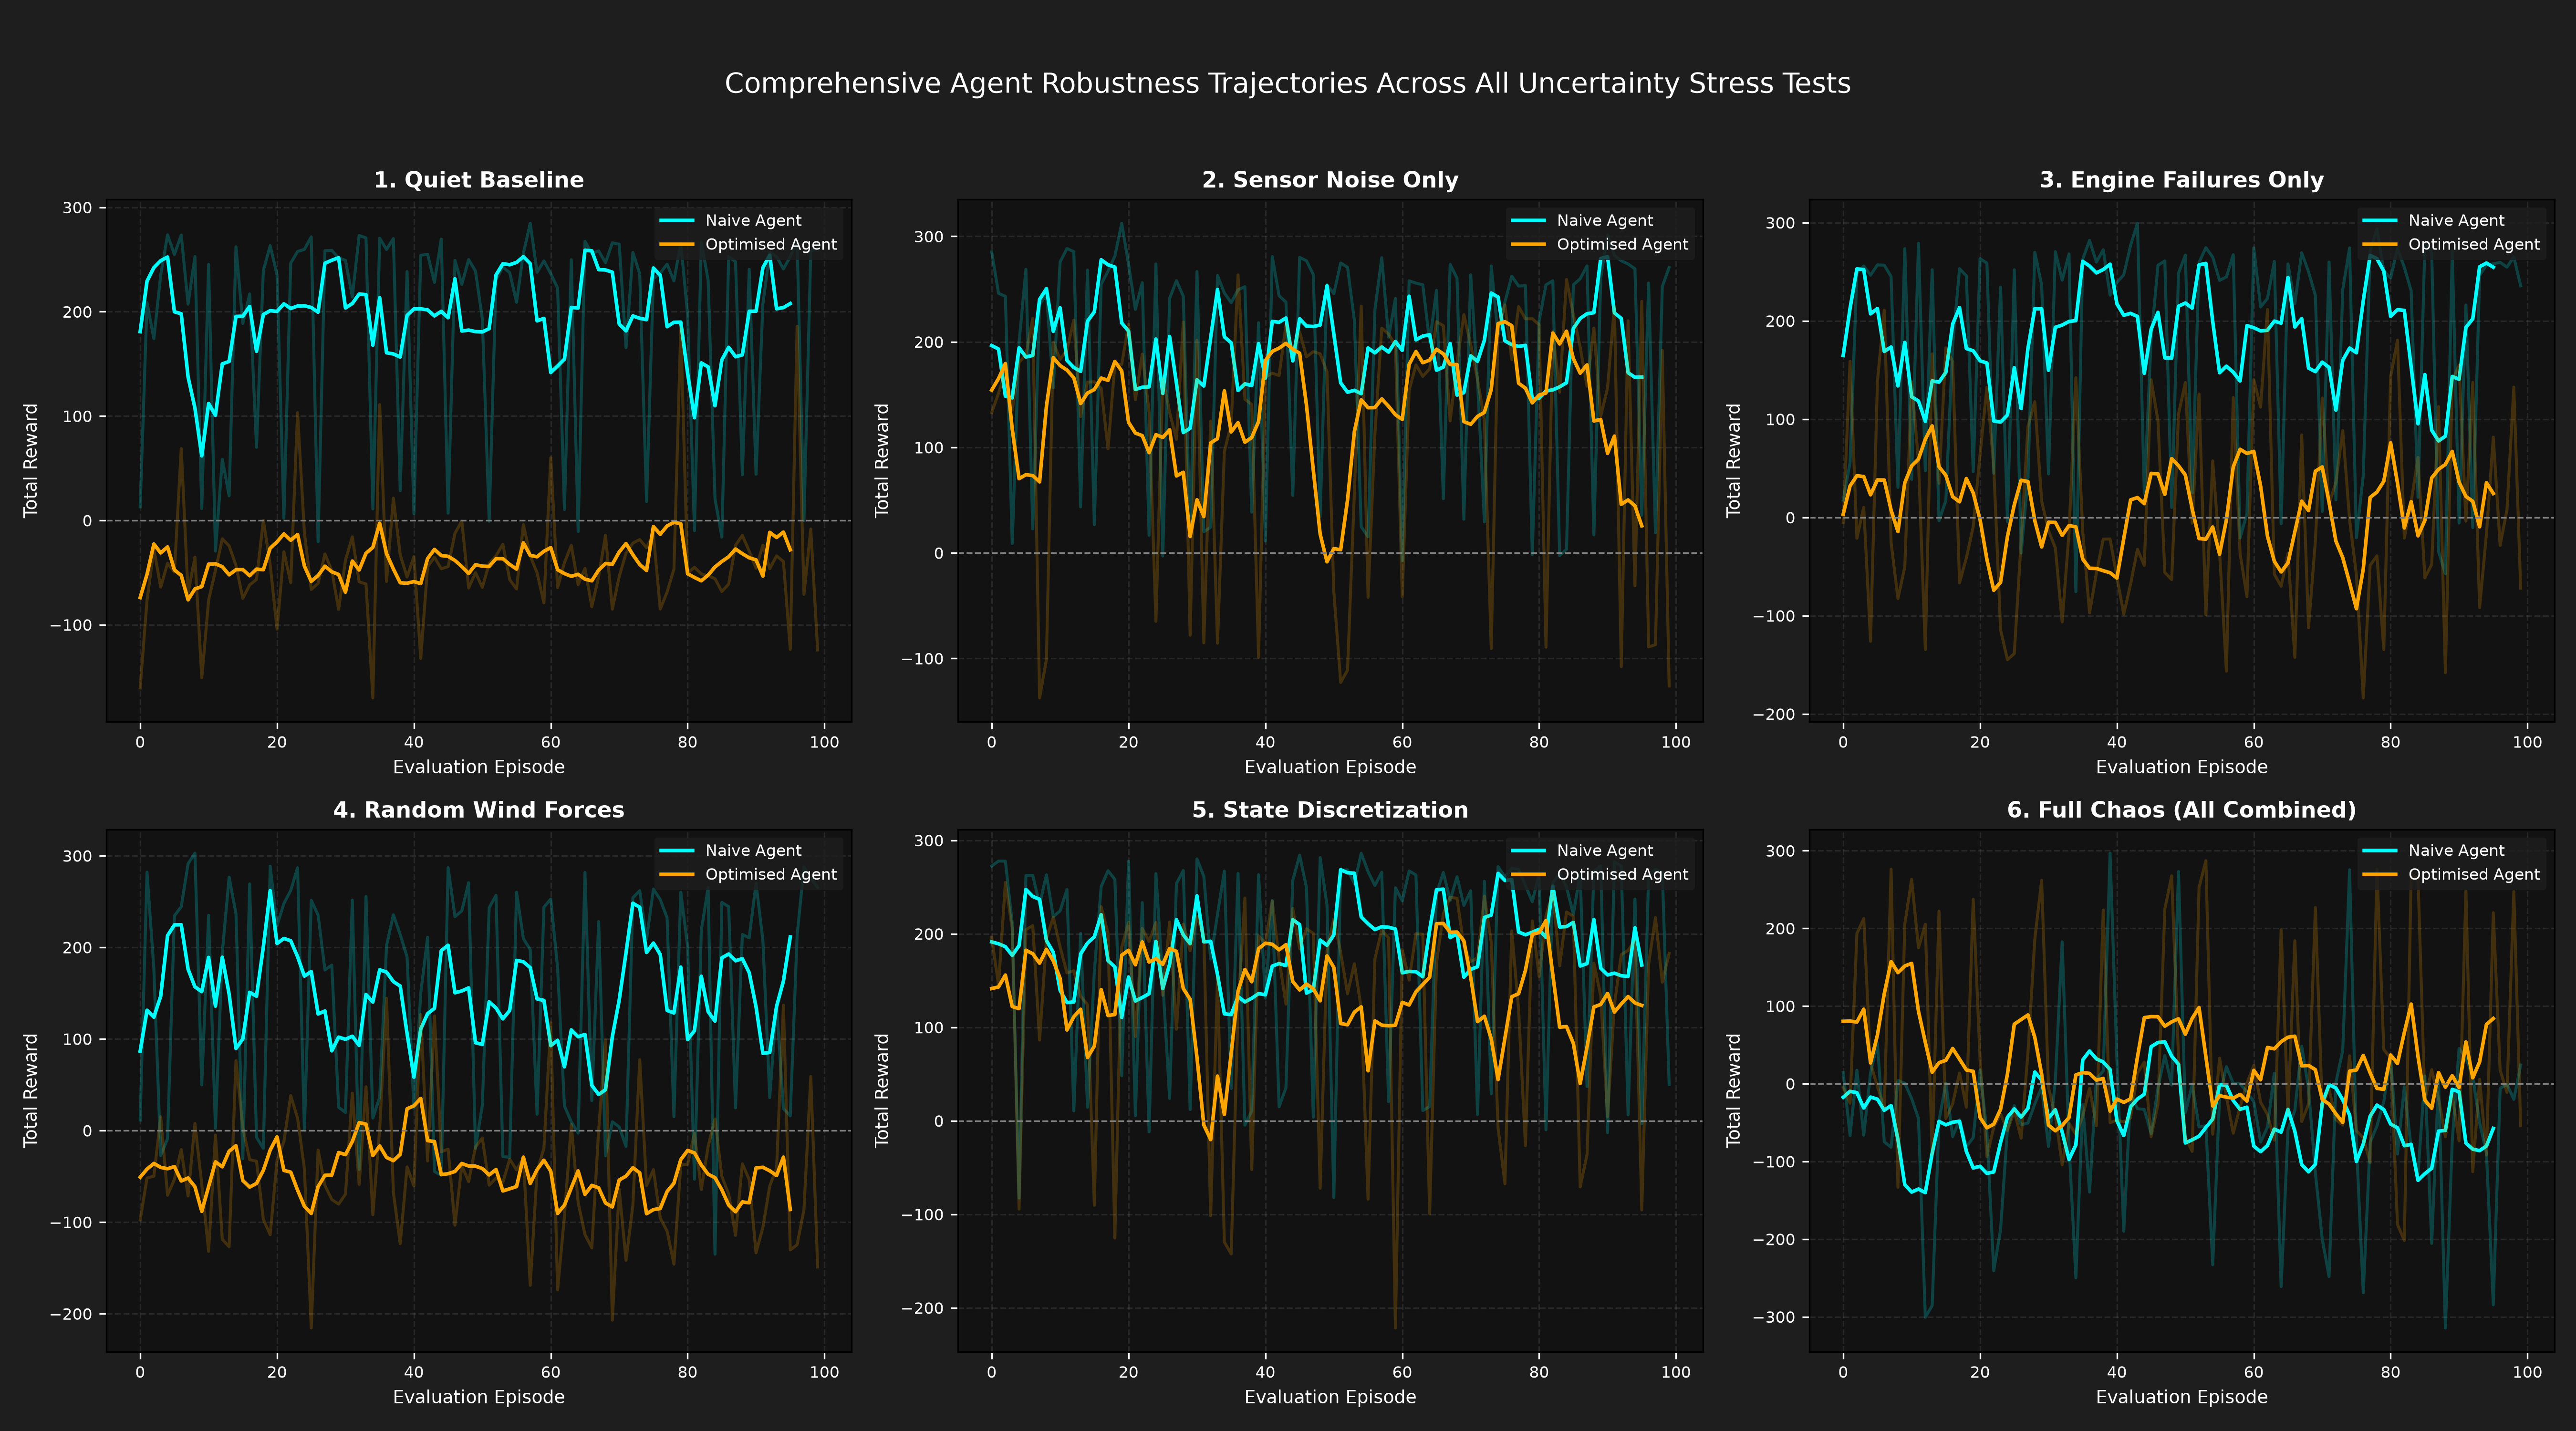 Comprehensive Agent Robustness Trajectories Across All Uncertainty Stress Tests
1. Quiet Baseline
300
200
100
0
−100
Total Reward
0 20 40 60 80 100
Evaluation Episode
Naive Agent
Optimised Agent
2. Sensor Noise Only
300
200
100
0
−100
Total Reward
0 20 40 60 80 100
Evaluation Episode
Naive Agent
Optimised Agent
3. Engine Failures Only
300
200
100
0
−100
−200
Total Reward
0 20 40 60 80 100
Evaluation Episode
Naive Agent
Optimised Agent
4. Random Wind Forces
300
200
100
0
−100
−200
Total Reward
0 20 40 60 80 100
Evaluation Episode
Naive Agent
Optimised Agent
5. State Discretization
300
200
100
0
−100
−200
Total Reward
0 20 40 60 80 100
Evaluation Episode
Naive Agent
Optimised Agent
6. Full Chaos (All Combined)
300
200
100
0
−100
−200
−300
Total Reward
0 20 40 60 80 100
Evaluation Episode
Naive Agent
Optimised Agent